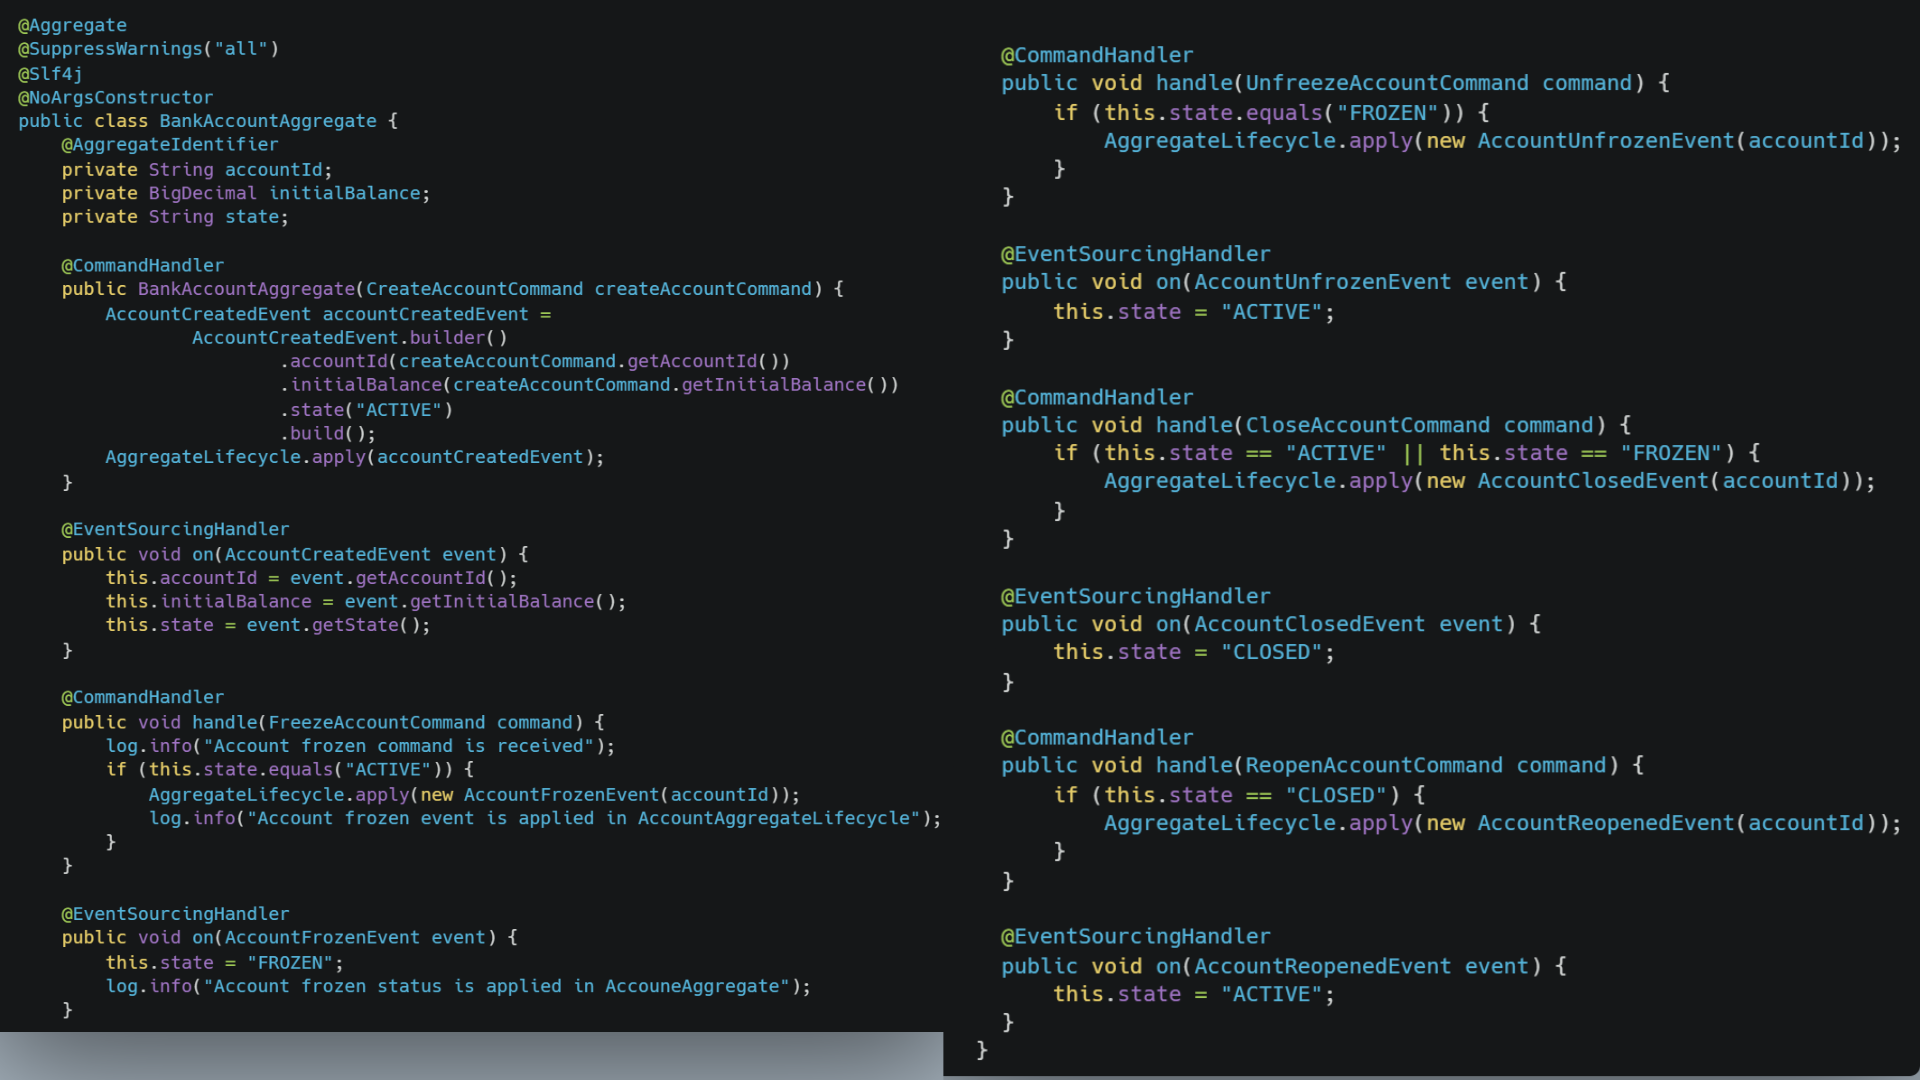 @Aggregate
@SuppressWarnings("all")
@Slf4j
@NoArgsConstructor
public class BankAccountAggregate {
    @AggregateIdentifier
    private String accountId;
    private BigDecimal initialBalance;
    private String state;

    @CommandHandler
    public BankAccountAggregate(CreateAccountCommand createAccountCommand) {
        AccountCreatedEvent accountCreatedEvent =
                AccountCreatedEvent.builder()
                        .accountId(createAccountCommand.getAccountId())
                        .initialBalance(createAccountCommand.getInitialBalance())
                        .state("ACTIVE")
                        .build();
        AggregateLifecycle.apply(accountCreatedEvent);
    }

    @EventSourcingHandler
    public void on(AccountCreatedEvent event) {
        this.accountId = event.getAccountId();
        this.initialBalance = event.getInitialBalance();
        this.state = event.getState();
    }

    @CommandHandler
    public void handle(FreezeAccountCommand command) {
        log.info("Account frozen command is received");
        if (this.state.equals("ACTIVE")) {
            AggregateLifecycle.apply(new AccountFrozenEvent(accountId));
            log.info("Account frozen event is applied in AccountAggregateLifecycle");
        }
    }

    @EventSourcingHandler
    public void on(AccountFrozenEvent event) {
        this.state = "FROZEN";
        log.info("Account frozen status is applied in AccouneAggregate");
    }

    @CommandHandler
    public void handle(UnfreezeAccountCommand command) {
        if (this.state.equals("FROZEN")) {
            AggregateLifecycle.apply(new AccountUnfrozenEvent(accountId));
        }
    }

    @EventSourcingHandler
    public void on(AccountUnfrozenEvent event) {
        this.state = "ACTIVE";
    }

    @CommandHandler
    public void handle(CloseAccountCommand command) {
        if (this.state == "ACTIVE" || this.state == "FROZEN") {
            AggregateLifecycle.apply(new AccountClosedEvent(accountId));
        }
    }

    @EventSourcingHandler
    public void on(AccountClosedEvent event) {
        this.state = "CLOSED";
    }

    @CommandHandler
    public void handle(ReopenAccountCommand command) {
        if (this.state == "CLOSED") {
            AggregateLifecycle.apply(new AccountReopenedEvent(accountId));
        }
    }

    @EventSourcingHandler
    public void on(AccountReopenedEvent event) {
        this.state = "ACTIVE";
    }
}